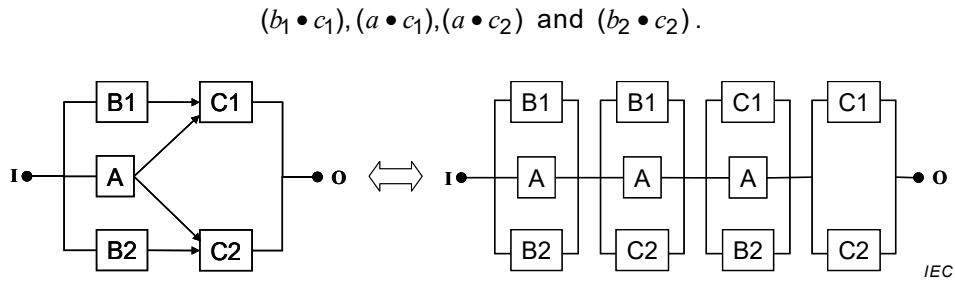 (b1 • c1),(a • c1),(a • c2) and (b2 • c2).
B1 C1 B1 B1 C1 C1
I A O I A A A O
B2 C2 B2 C2 B2 C2
IEC